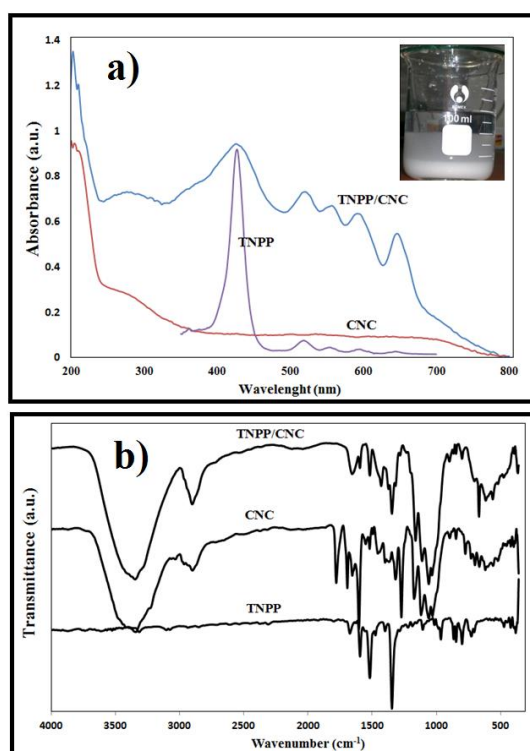 a)
1.4
1.2
1
0.8
0.6
0.4
0.2
0
Absorbance (a.u.)
TNPP/CNC
TNPP
CNC
100 ml
200 300 400 500 600 700 800
Wavelenght (nm)
b)
TNPP/CNC
CNC
TNPP
Transmittance (a.u.)
4000 3500 3000 2500 2000 1500 1000 500
Wavenumber (cm⁻¹)